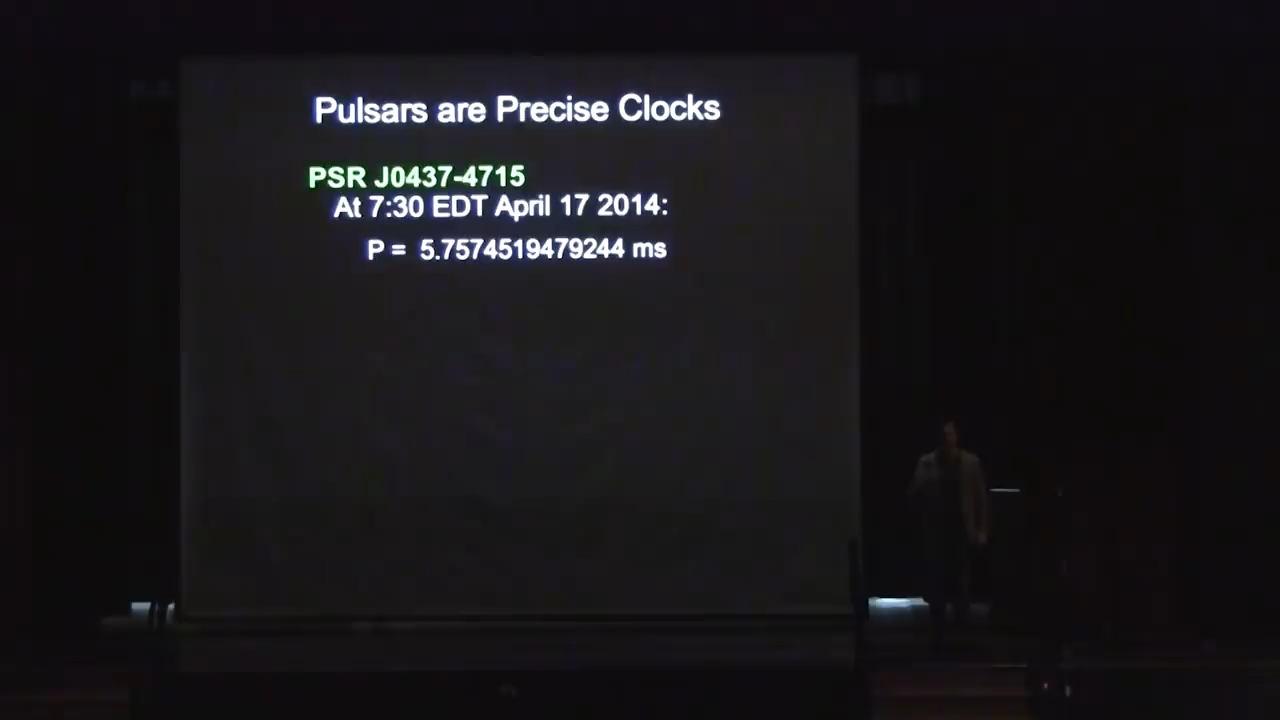 Pulsars are Precise Clocks
PSR J0437-4715
At 7:30 EDT April 17 2014:
P = 5.7574519479244 ms